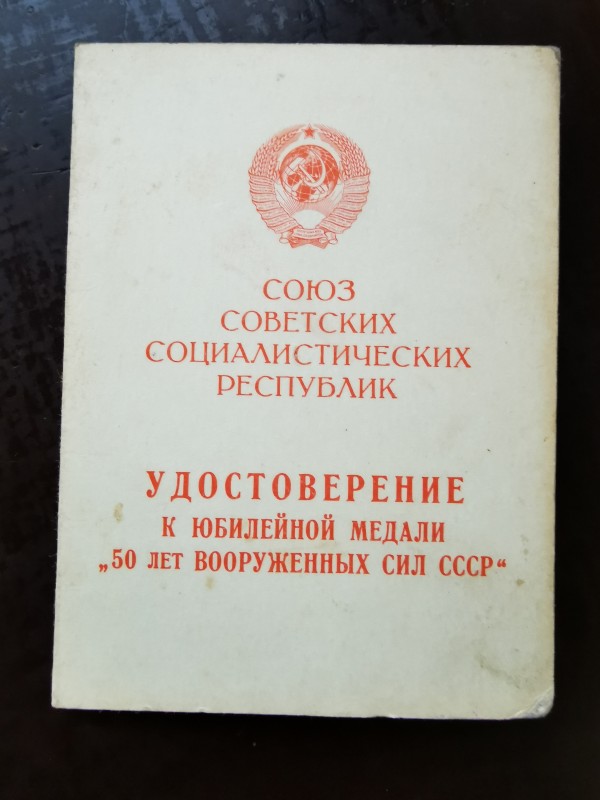 СОЮЗ
СОВЕТСКИХ
СОЦИАЛИСТИЧЕСКИХ
РЕСПУБЛИК
УДОСТОВЕРЕНИЕ
К ЮБИЛЕЙНОЙ МЕДАЛИ
„50 ЛЕТ ВООРУЖЕННЫХ СИЛ СССР“